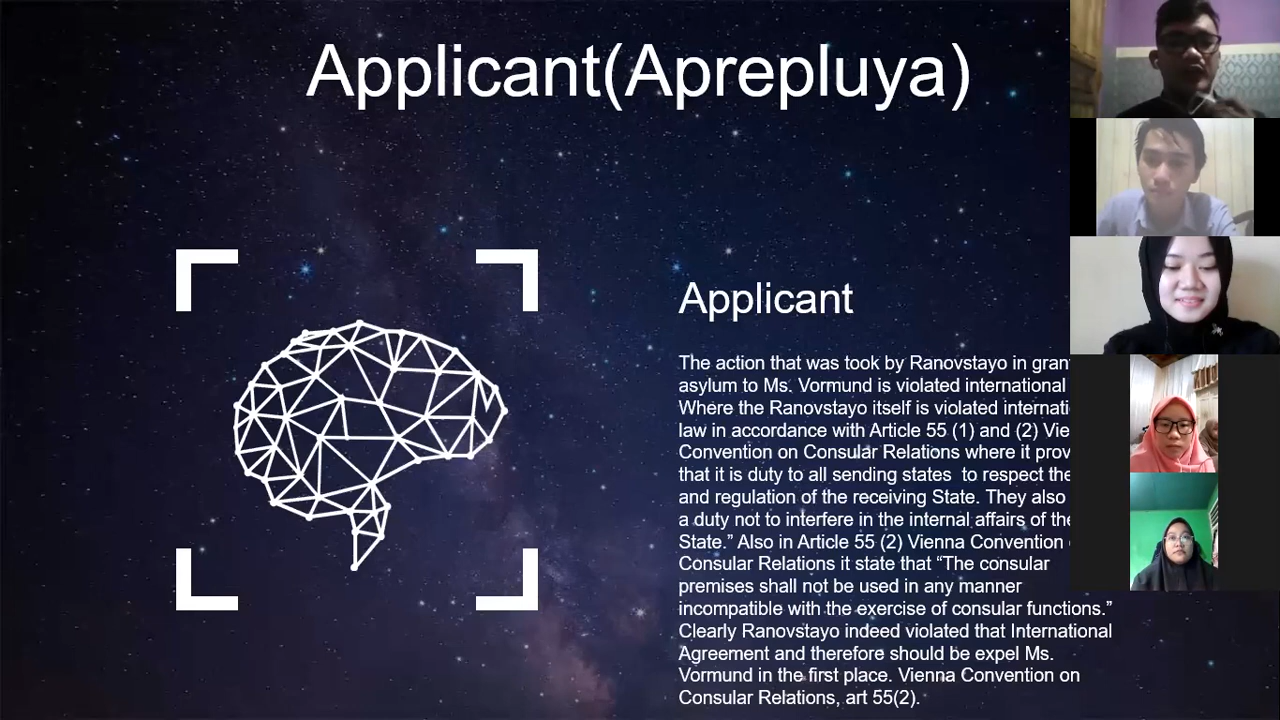 Applicant(Aprepluya)
Applicant
The action that was took by Ranovstayo in
asylum to Ms. Vormund is violated international
Where the Ranovstayo itself is violated
law in accordance with Article 55 (1) and (2)
Convention on Consular Relations where it
that it is duty to all sending states to respect
and regulation of the receiving State. They also
a duty not to interfere in the internal affairs of
State.” Also in Article 55 (2) Vienna Convention
Consular Relations it state that “The consular
premises shall not be used in any manner
incompatible with the exercise of consular functions.”
Clearly Ranovstayo indeed violated that International
Agreement and therefore should be expel Ms.
Vormund in the first place. Vienna Convention on
Consular Relations, art 55(2).